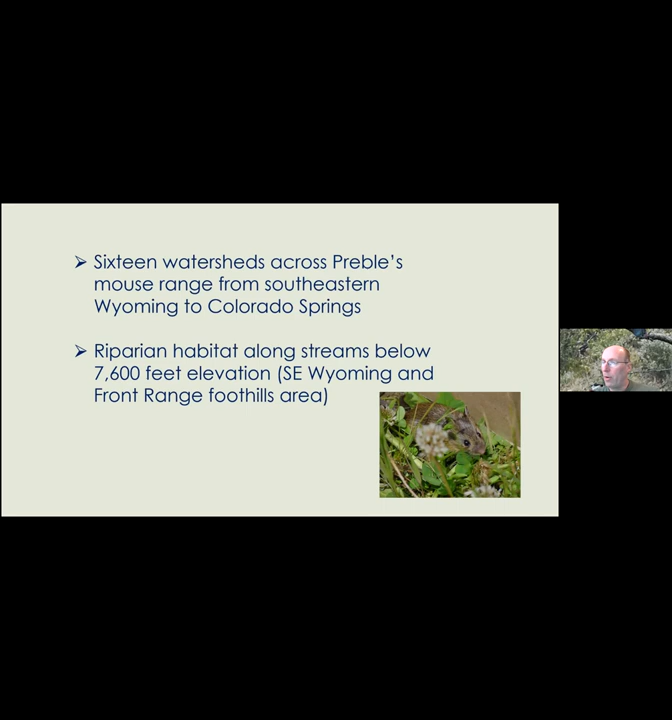 ➢ Sixteen watersheds across Preble’s
mouse range from southeastern
Wyoming to Colorado Springs
➢ Riparian habitat along streams below
7,600 feet elevation (SE Wyoming and
Front Range foothills area)